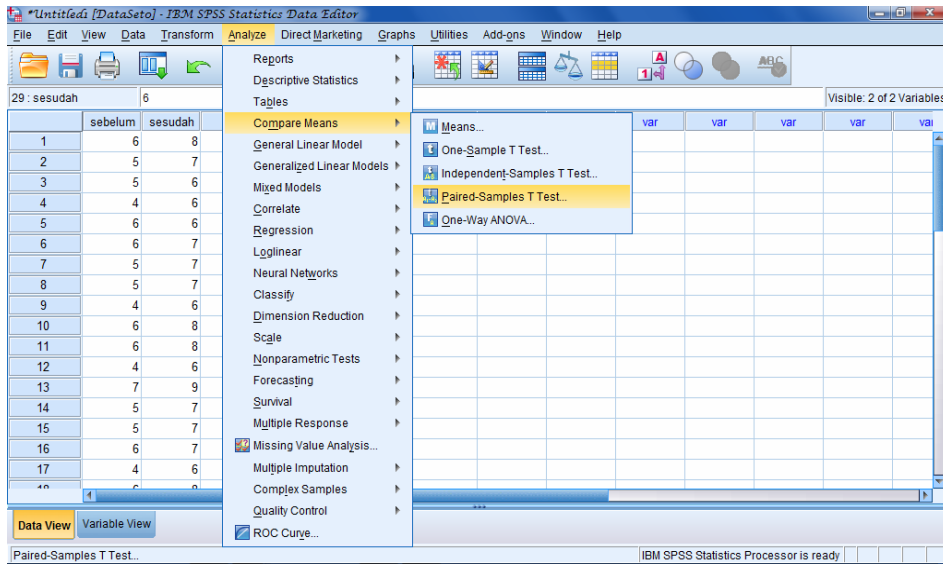 *Untitled1 [DataSet0] - IBM SPSS Statistics Data Editor
File Edit View Data Transform Analyze Direct Marketing Graphs Utilities Add-ons Window Help
29 : sesudah 6 Visible: 2 of 2 Variables
sebelum sesudah var var var var var
1 6 8
2 5 7
3 5 6
4 4 6
5 6 6
6 6 7
7 5 7
8 5 7
9 4 6
10 6 8
11 6 8
12 4 6
13 7 9
14 5 7
15 5 7
16 6 7
17 4 6
Reports
Descriptive Statistics
Tables
Compare Means
General Linear Model
Generalized Linear Models
Mixed Models
Correlate
Regression
Loglinear
Neural Networks
Classify
Dimension Reduction
Scale
Nonparametric Tests
Forecasting
Survival
Multiple Response
Missing Value Analysis...
Multiple Imputation
Complex Samples
Quality Control
ROC Curve...
Means...
One-Sample T Test...
Independent-Samples T Test...
Paired-Samples T Test...
One-Way ANOVA...
Data View Variable View
Paired-Samples T Test... IBM SPSS Statistics Processor is ready